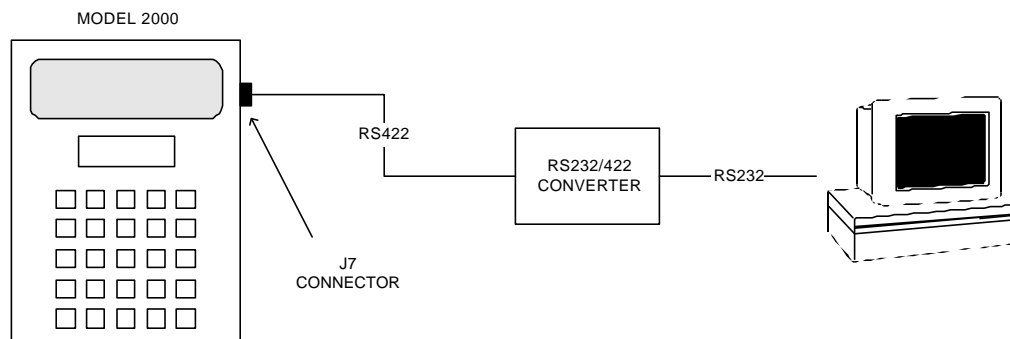 MODEL 2000
RS422
RS232/422
CONVERTER
RS232
J7
CONNECTOR